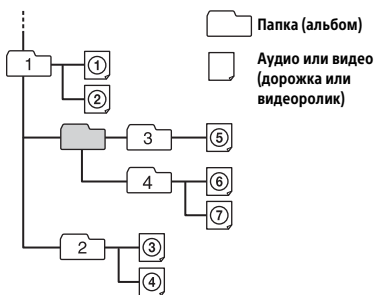 Папка (альбом)
Аудио или видео
(дорожка или
видеоролик)
1
①
②
3
⑤
4
⑥
⑦
2
③
④